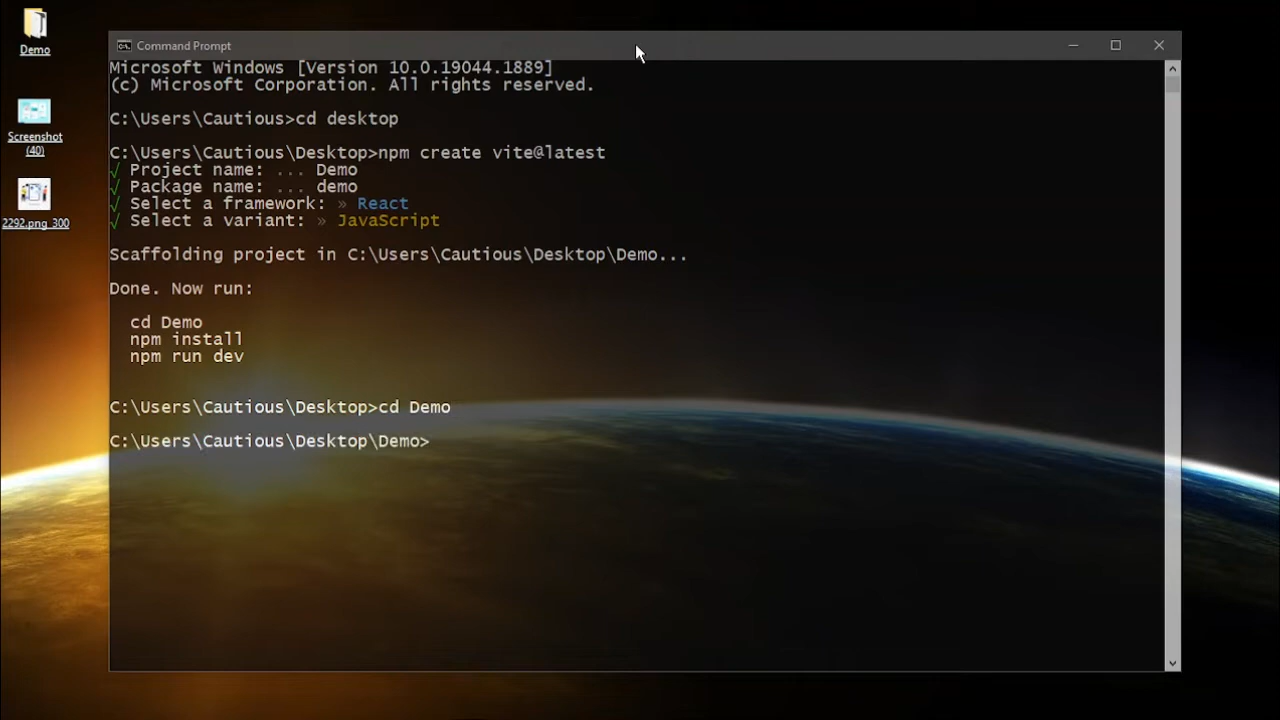 Demo
Screenshot
(40)
2292.png_300
Command Prompt
Microsoft Windows [Version 10.0.19044.1889]
(c) Microsoft Corporation. All rights reserved.
C:\Users\Cautious>cd desktop
C:\Users\Cautious\Desktop>npm create vite@latest
√ Project name: ... Demo
√ Package name: ... demo
√ Select a framework: » React
√ Select a variant: » JavaScript
Scaffolding project in C:\Users\Cautious\Desktop\Demo...
Done. Now run:
cd Demo
npm install
npm run dev
C:\Users\Cautious\Desktop>cd Demo
C:\Users\Cautious\Desktop\Demo>